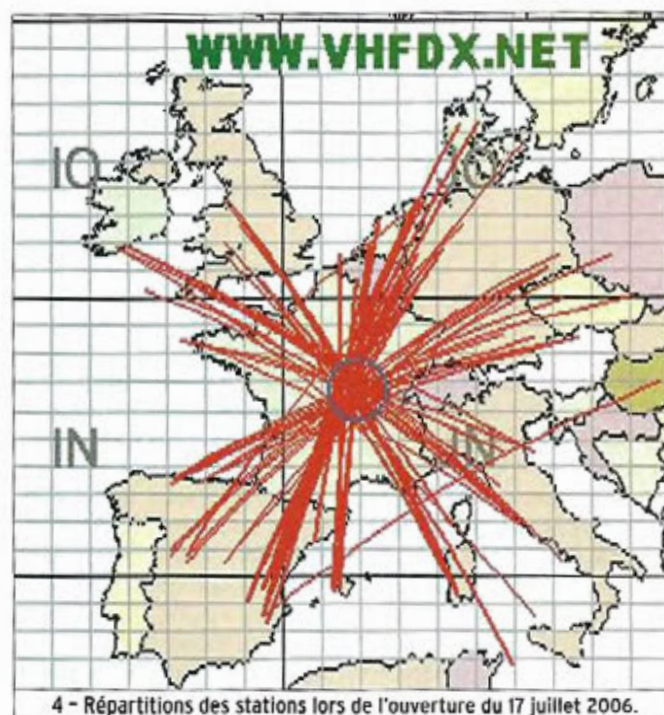 WWW.VHFDX.NET
IO
JO
IN
JN
4 - Répartitions des stations lors de l'ouverture du 17 juillet 2006.